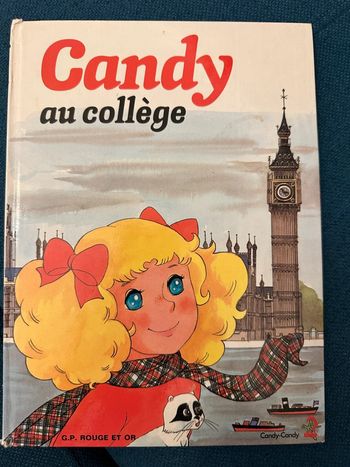 Candy
au collège
G.P. ROUGE ET OR
Candy-Candy